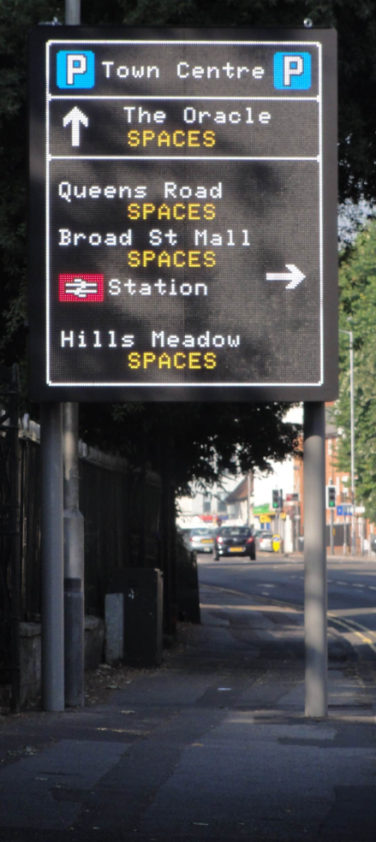 P Town Centre P
The Oracle
SPACES
Queens Road
SPACES
Broad St Mall
SPACES
Station
Hills Meadow
SPACES